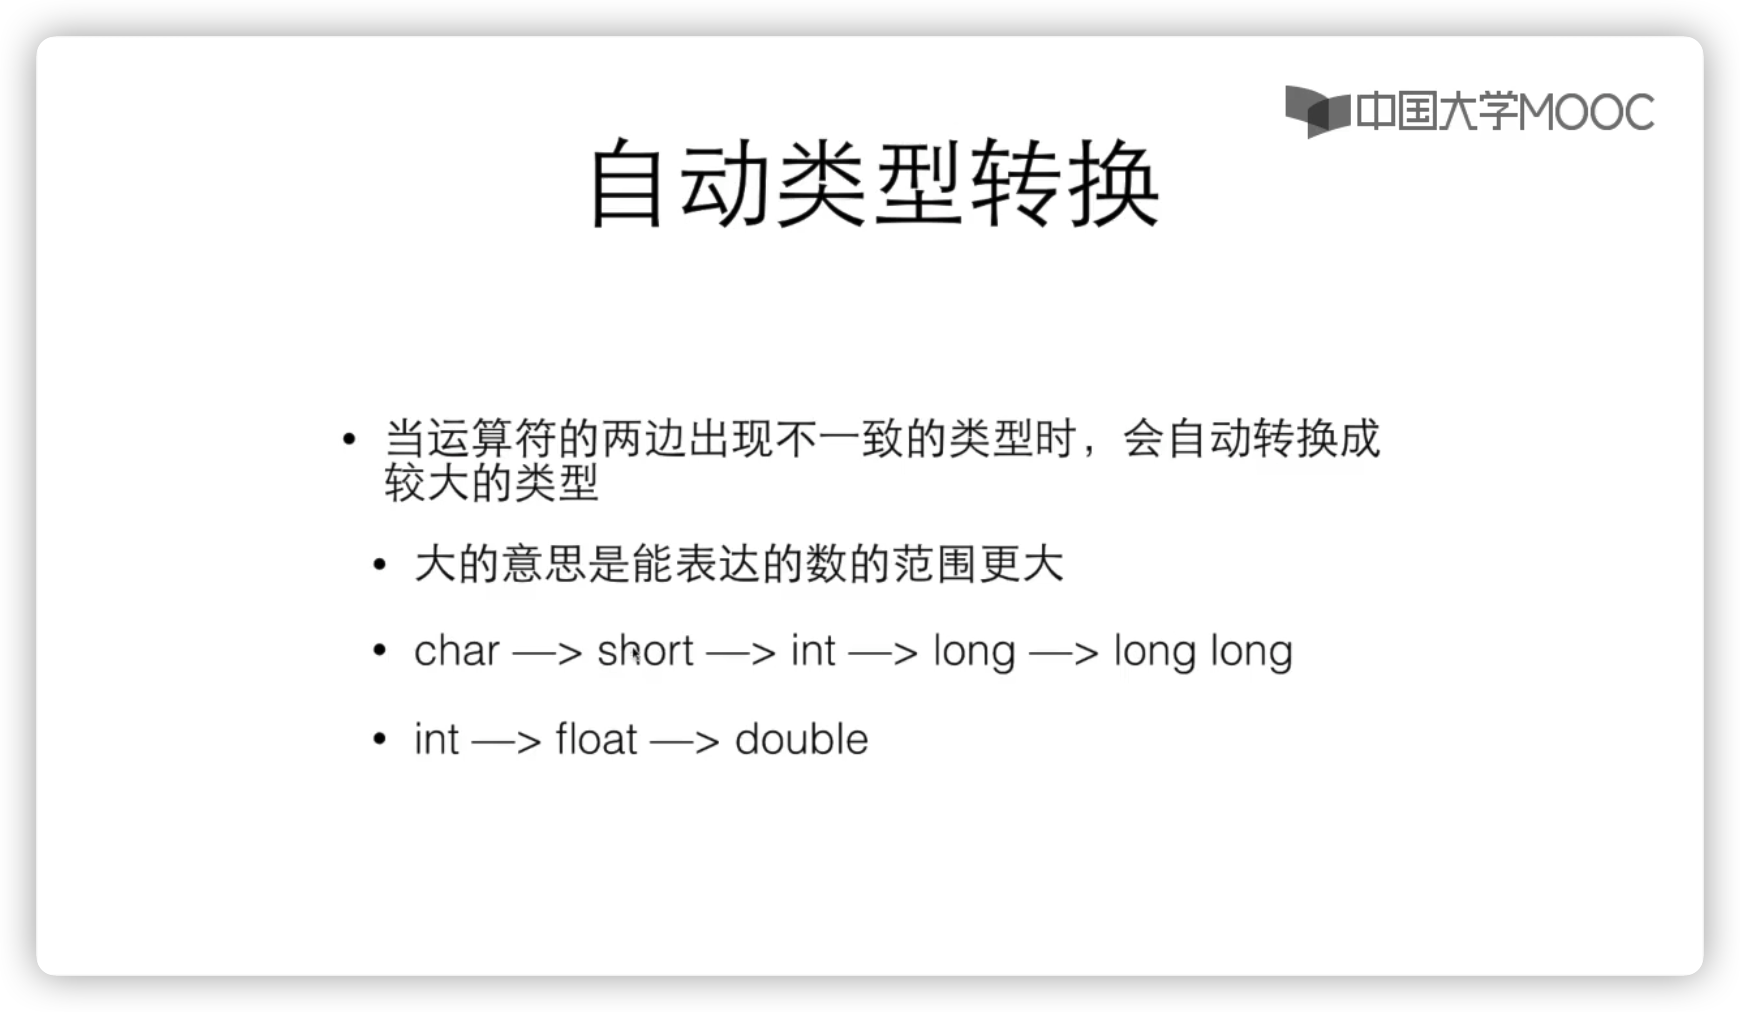 中国大学MOOC
自动类型转换
• 当运算符的两边出现不一致的类型时，会自动转换成
较大的类型
• 大的意思是能表达的数的范围更大
• char —> short —> int —> long —> long long
• int —> float —> double